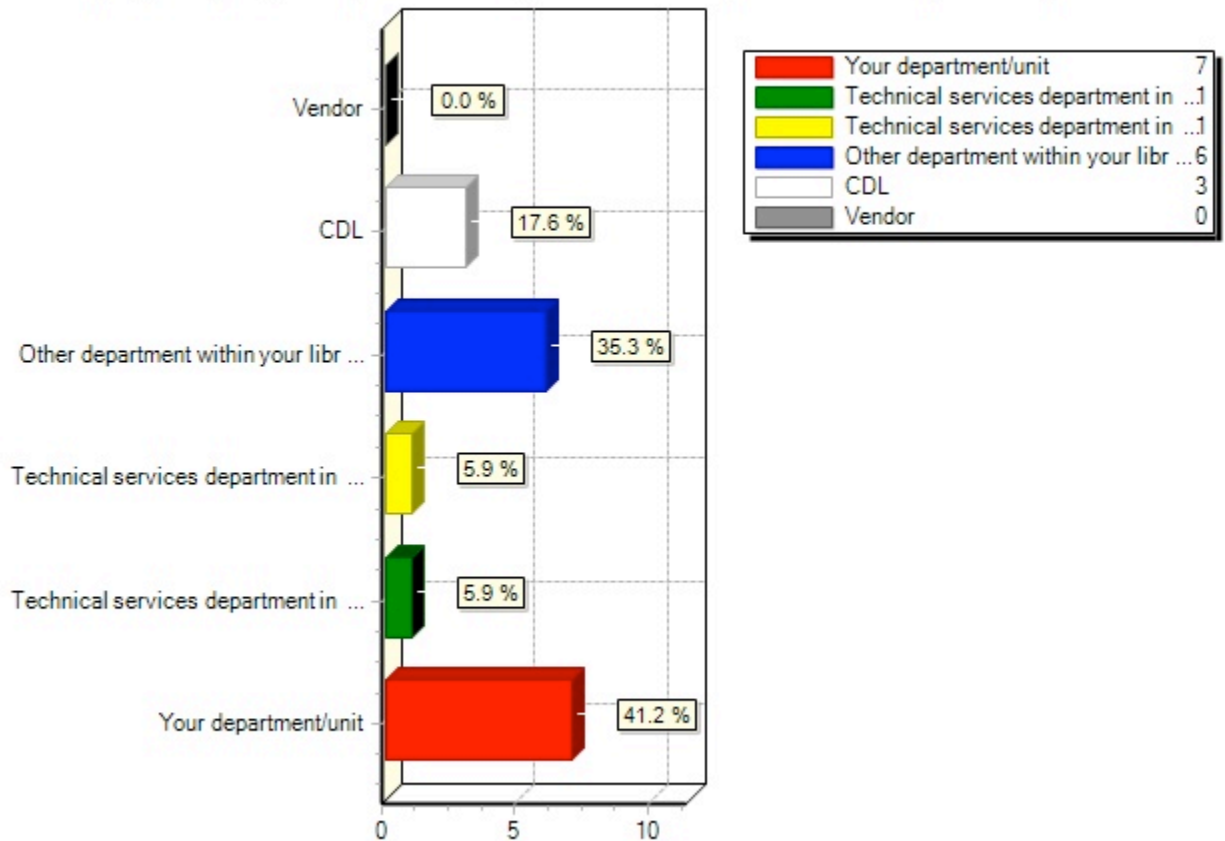 Vendor
0.0 %
CDL
17.6 %
Other department within your libr ...
35.3 %
Technical services department in ...
5.9 %
Technical services department in ...
5.9 %
Your department/unit
41.2 %
0 5 10
Your department/unit 7
Technical services department in ...1
Technical services department in ...1
Other department within your libr ...6
CDL 3
Vendor 0